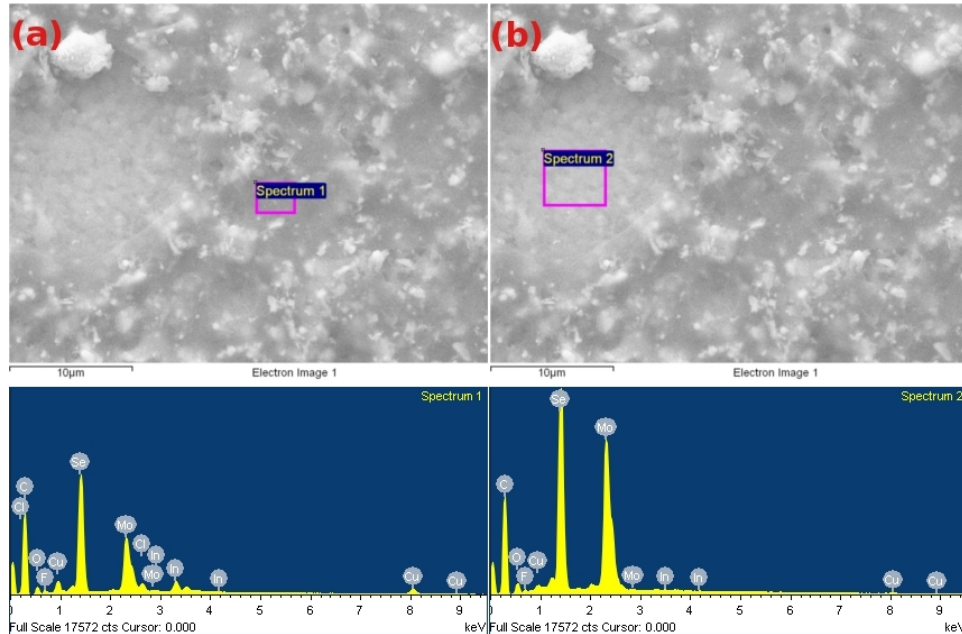 (a)
Spectrum 1
10µm
Electron Image 1
(b)
Spectrum 2
10µm
Electron Image 1
Spectrum 1
Se
C
Cl
Mo
Cl
In
O
Cu
F
Mo
In
In
Cu
Cu
0 1 2 3 4 5 6 7 8 9
Full Scale 17572 cts Cursor: 0.000 keV
Spectrum 2
Se
Mo
C
O
Cu
F
Mo
In
In
Cu
Cu
0 1 2 3 4 5 6 7 8 9
Full Scale 17572 cts Cursor: 0.000 keV